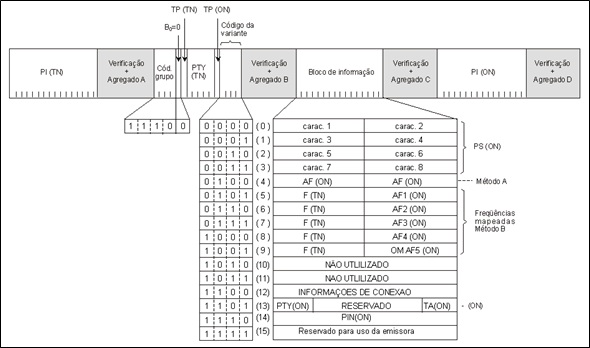 TP (TN) TP (ON)
B₀=0 Código da variante
PI (TN) Verificação + Agregado A Cód. grupo PTY (TN) Verificação + Agregado B Bloco de informação Verificação + Agregado C PI (ON) Verificação + Agregado D
1 1 1 0 0 0 0 0 0 (0) carac. 1 carac. 2
0 0 0 1 (1) carac. 3 carac. 4
PS (ON)
0 0 1 0 (2) carac. 5 carac. 6
0 0 1 1 (3) carac. 7 carac. 8
0 1 0 0 (4) AF (ON) AF (ON) Método A
0 1 0 1 (5) F (TN) AF1 (ON)
0 1 1 0 (6) F (TN) AF2 (ON)
0 1 1 1 (7) F (TN) AF3 (ON)
Freqüências mapeadas Método B
1 0 0 0 (8) F (TN) AF4 (ON)
1 0 0 1 (9) F (TN) OM AF5 (ON)
1 0 1 0 (10) NÃO UTLILIZADO
1 0 1 1 (11) NAO UTLILIZADO
1 1 0 0 (12) INFORMAÇOES DE CONEXAO
1 1 0 1 (13) PTY(ON) RESERVADO TA(ON) - (ON)
1 1 1 0 (14) PIN(ON)
1 1 1 1 (15) Reservado para uso da emissora